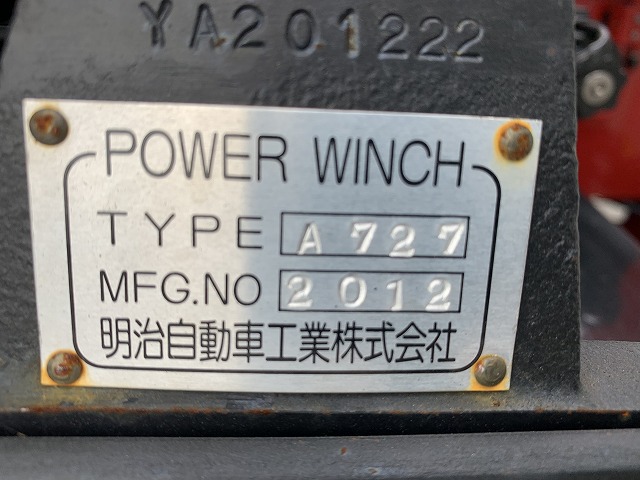 YA201222
POWER WINCH
TYPE A727
MFG.NO 2012
明治自動車工業株式会社